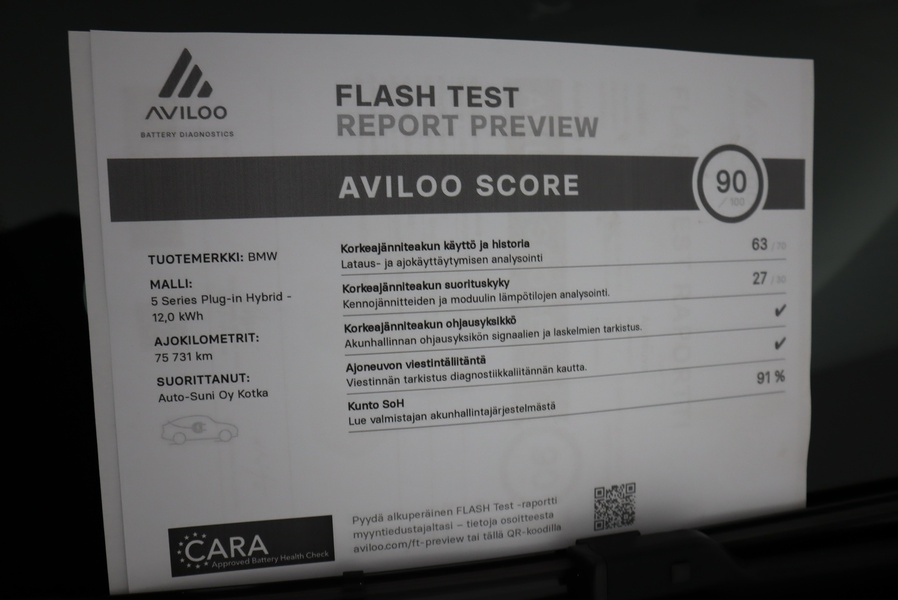 AVILOO
BATTERY DIAGNOSTICS
FLASH TEST
REPORT PREVIEW
AVILOO SCORE
90
/ 100
TUOTEMERKKI: BMW
MALLI:
5 Series Plug-in Hybrid -
12,0 kWh
AJOKILOMETRIT:
75 731 km
SUORITTANUT:
Auto-Suni Oy Kotka
Korkeajänniteakun käyttö ja historia
63 / 70
Lataus- ja ajokäyttäytymisen analysointi
Korkeajänniteakun suorituskyky
27 / 30
Kennojännitteiden ja moduulin lämpötilojen analysointi.
Korkeajänniteakun ohjausyksikkö
✔
Akunhallinnan ohjausyksikön signaalien ja laskelmien tarkistus.
Ajoneuvon viestintäliitäntä
✔
Viestinnän tarkistus diagnostiikkaliitännän kautta.
Kunto SoH
91 %
Lue valmistajan akunhallintajärjestelmästä
CARA
Approved Battery Health Check
Pyydä alkuperäinen FLASH Test -raportti
myyntiedustajaltasi – tietoja osoitteesta
aviloo.com/ft-preview tai tällä QR-koodilla